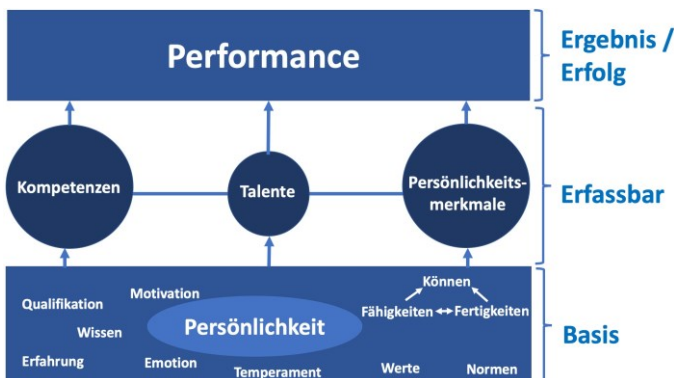 Performance
Ergebnis /
Erfolg
Kompetenzen
Talente
Persönlichkeits-
merkmale
Erfassbar
Qualifikation
Motivation
Können
Wissen
Persönlichkeit
Fähigkeiten
Fertigkeiten
Basis
Erfahrung
Emotion
Temperament
Werte
Normen